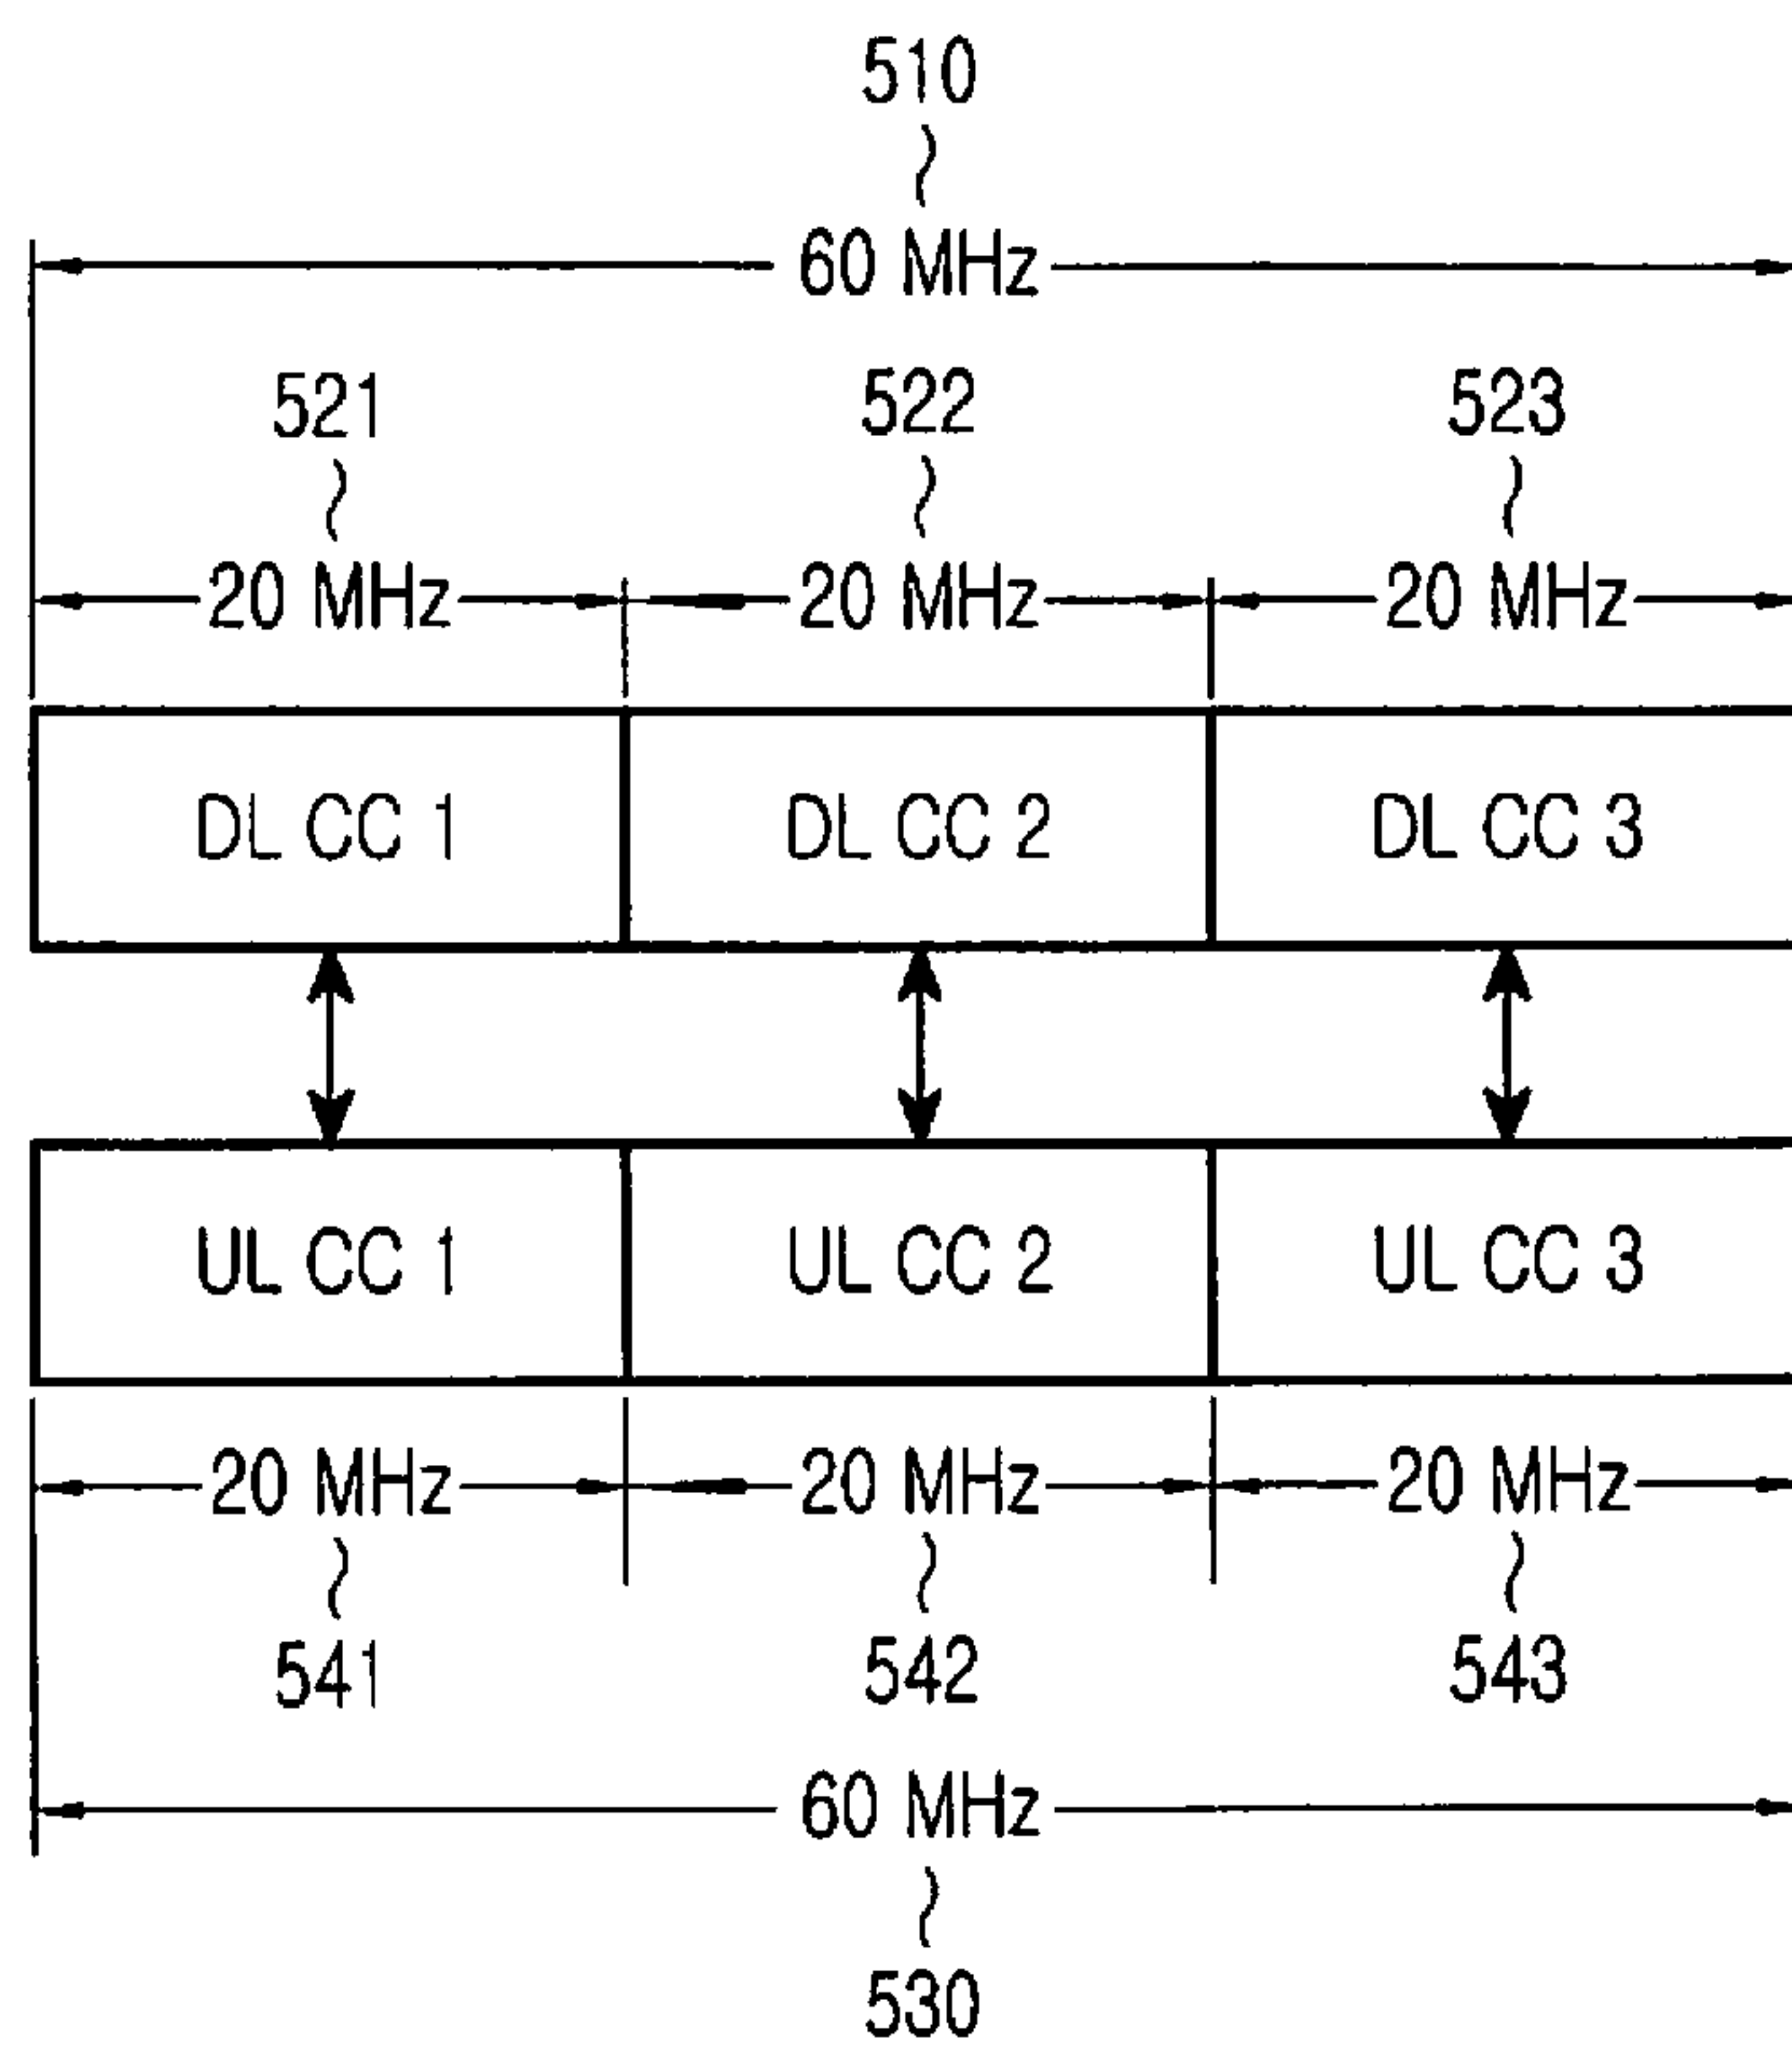 510
60 MHz
521 522 523
20 MHz 20 MHz 20 MHz
DL CC 1 DL CC 2 DL CC 3
UL CC 1 UL CC 2 UL CC 3
20 MHz 20 MHz 20 MHz
541 542 543
60 MHz
530